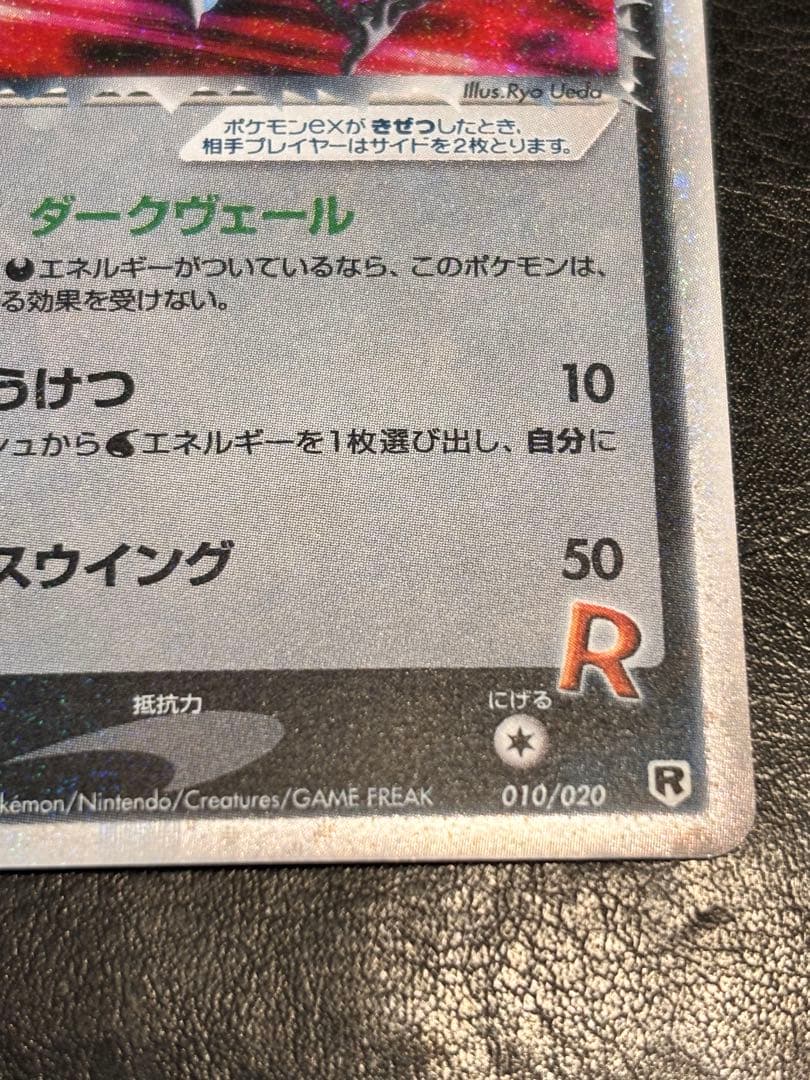 Illus.Ryo Ueda
ポケモンexが きぜつしたとき、
相手プレイヤーはサイドを2枚とります。
ダークヴェール
エネルギーがついているなら、このポケモンは、
る効果を受けない。
うけつ 10
シュから エネルギーを1枚選び出し、自分に
スウイング 50
R
抵抗力 にげる
kémon/Nintendo/Creatures/GAME FREAK 010/020 R